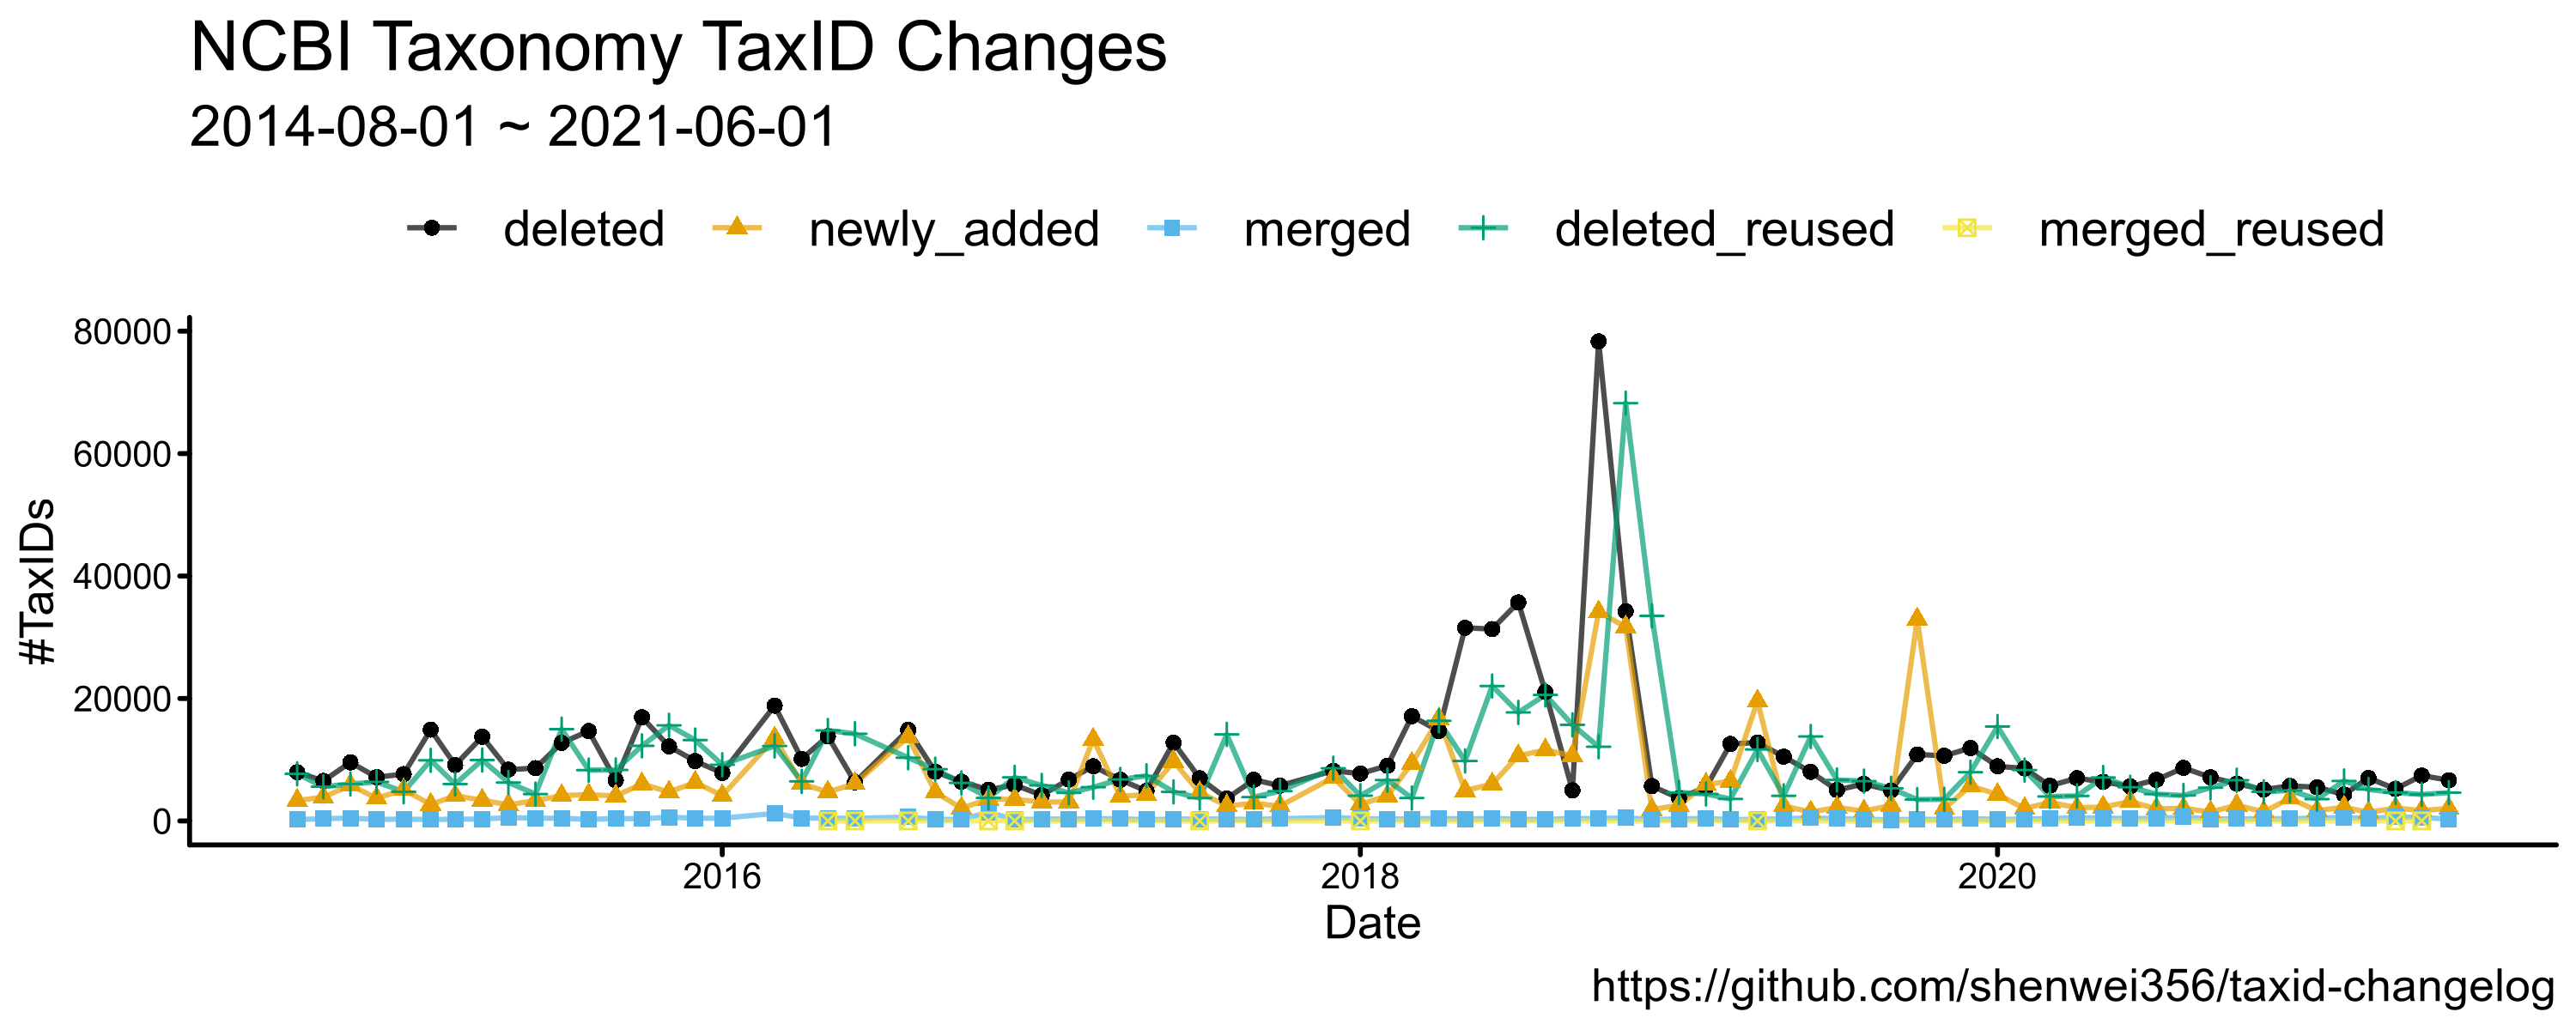 NCBI Taxonomy TaxID Changes
2014-08-01 ~ 2021-06-01
deleted newly_added merged deleted_reused merged_reused
80000
60000
40000
20000
0
#TaxIDs
2016 2018 2020
Date
https://github.com/shenwei356/taxid-changelog